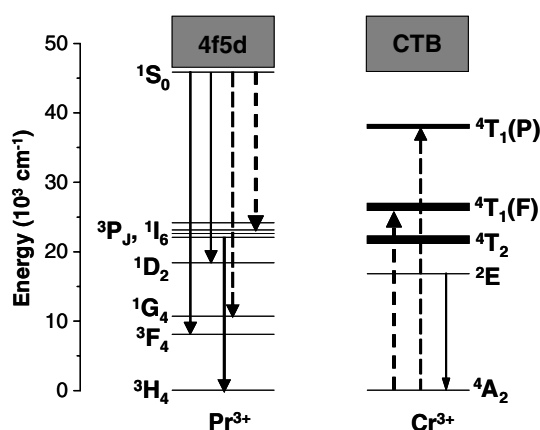 Energy (10³ cm⁻¹)
50
40
30
20
10
0
4f5d
¹S₀
³P_J, ¹I₆
¹D₂
¹G₄
³F₄
³H₄
Pr³⁺
CTB
⁴T₁(P)
⁴T₁(F)
⁴T₂
²E
⁴A₂
Cr³⁺